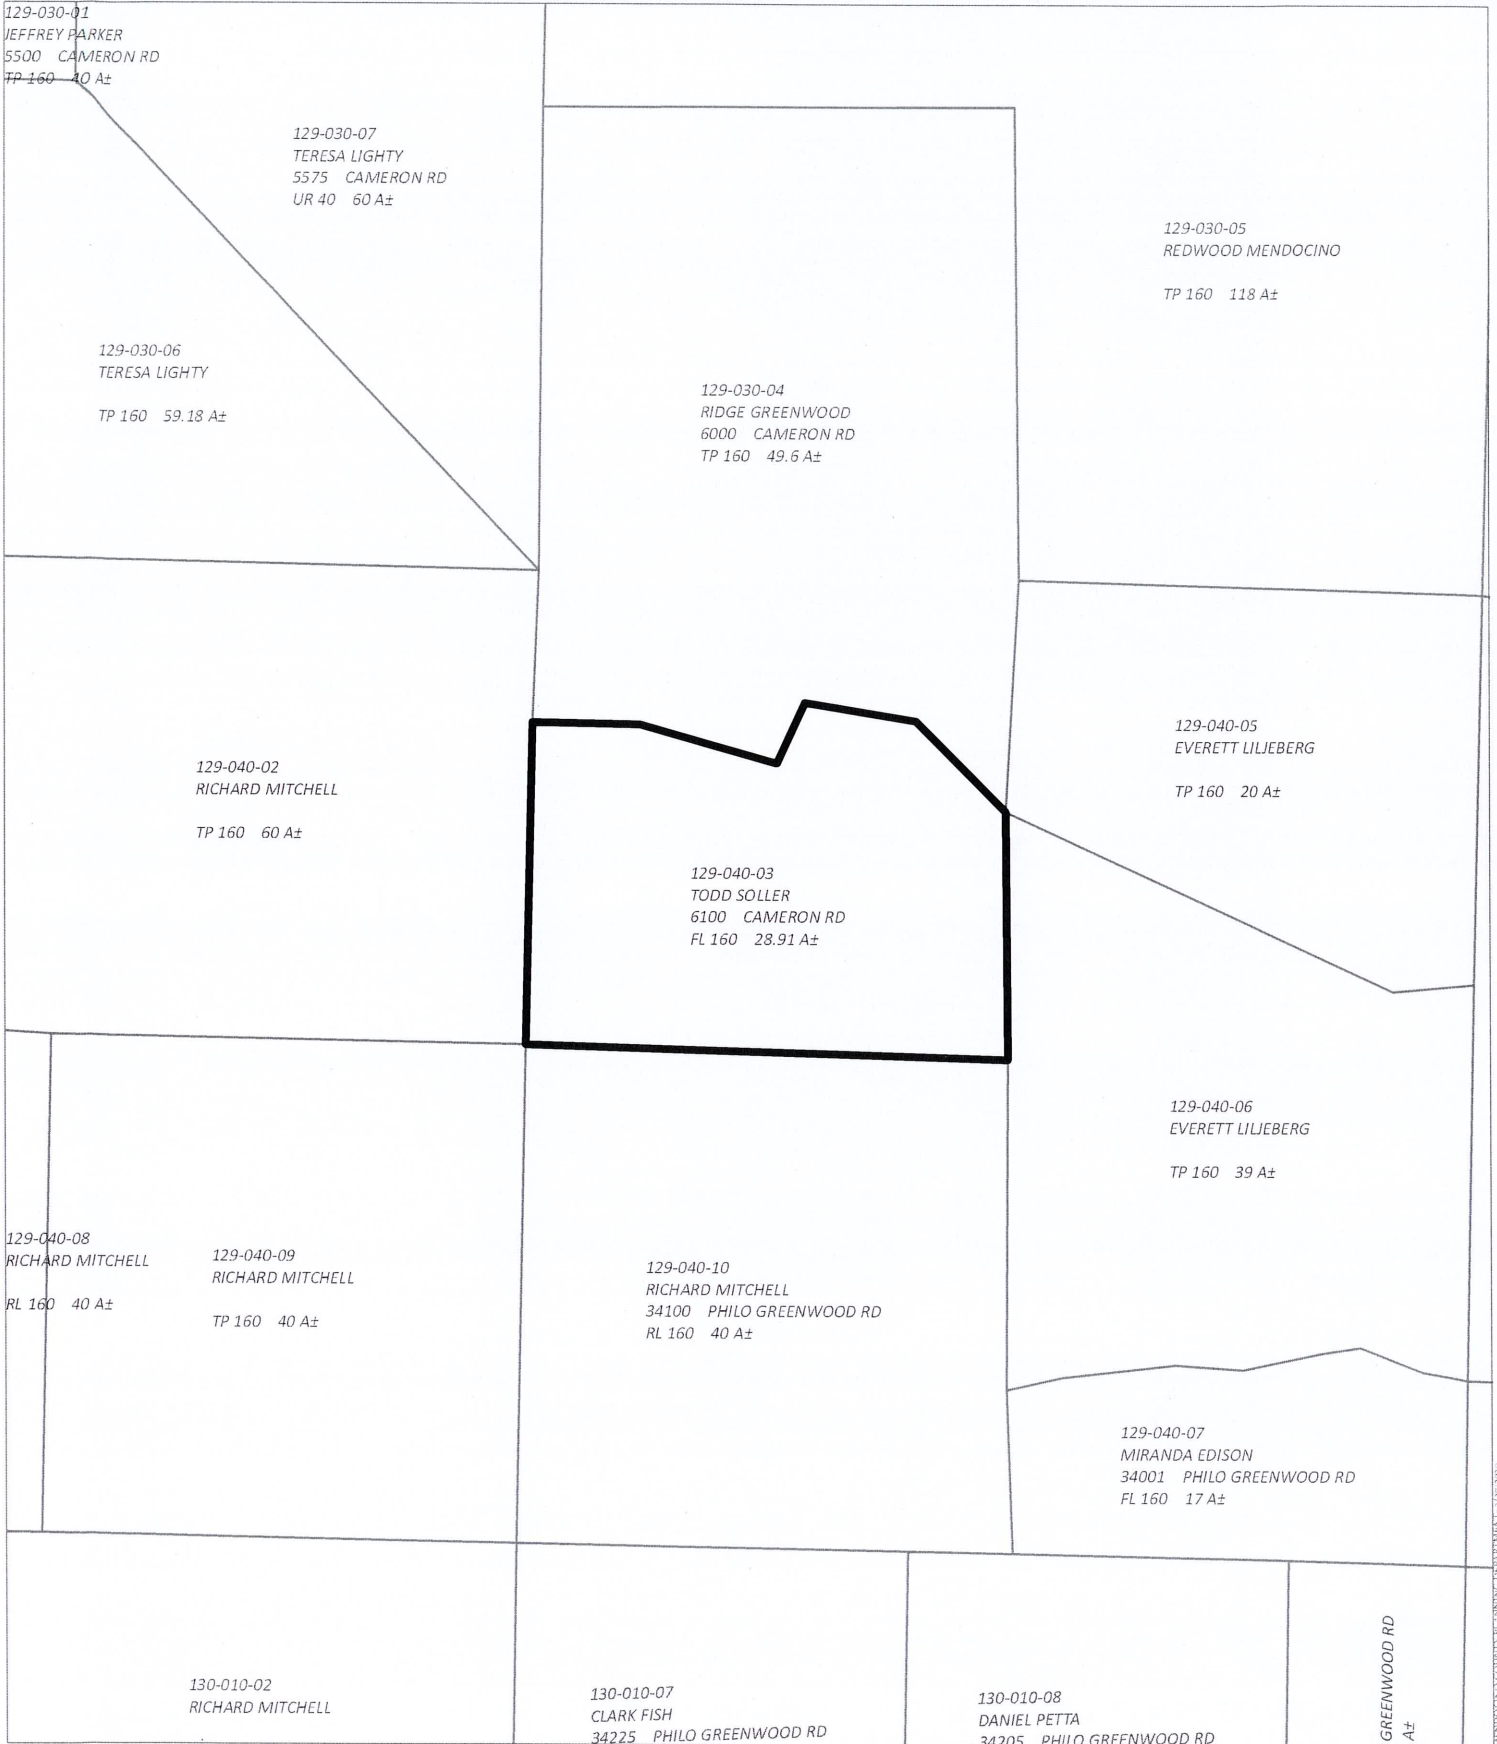 129-030-01
JEFFREY PARKER
5500 CAMERON RD
TP 160 40 A±
129-030-07
TERESA LIGHTY
5575 CAMERON RD
UR 40 60 A±
129-030-05
REDWOOD MENDOCINO
TP 160 118 A±
129-030-06
TERESA LIGHTY
TP 160 59.18 A±
129-030-04
RIDGE GREENWOOD
6000 CAMERON RD
TP 160 49.6 A±
129-040-02
RICHARD MITCHELL
TP 160 60 A±
129-040-05
EVERETT LILJEBERG
TP 160 20 A±
129-040-03
TODD SOLLER
6100 CAMERON RD
FL 160 28.91 A±
129-040-06
EVERETT LILJEBERG
TP 160 39 A±
129-040-08
RICHARD MITCHELL
RL 160 40 A±
129-040-09
RICHARD MITCHELL
TP 160 40 A±
129-040-10
RICHARD MITCHELL
34100 PHILO GREENWOOD RD
RL 160 40 A±
129-040-07
MIRANDA EDISON
34001 PHILO GREENWOOD RD
FL 160 17 A±
130-010-02
RICHARD MITCHELL
130-010-07
CLARK FISH
34225 PHILO GREENWOOD RD
130-010-08
DANIEL PETTA
34205 PHILO GREENWOOD RD
GREENWOOD RD
A±